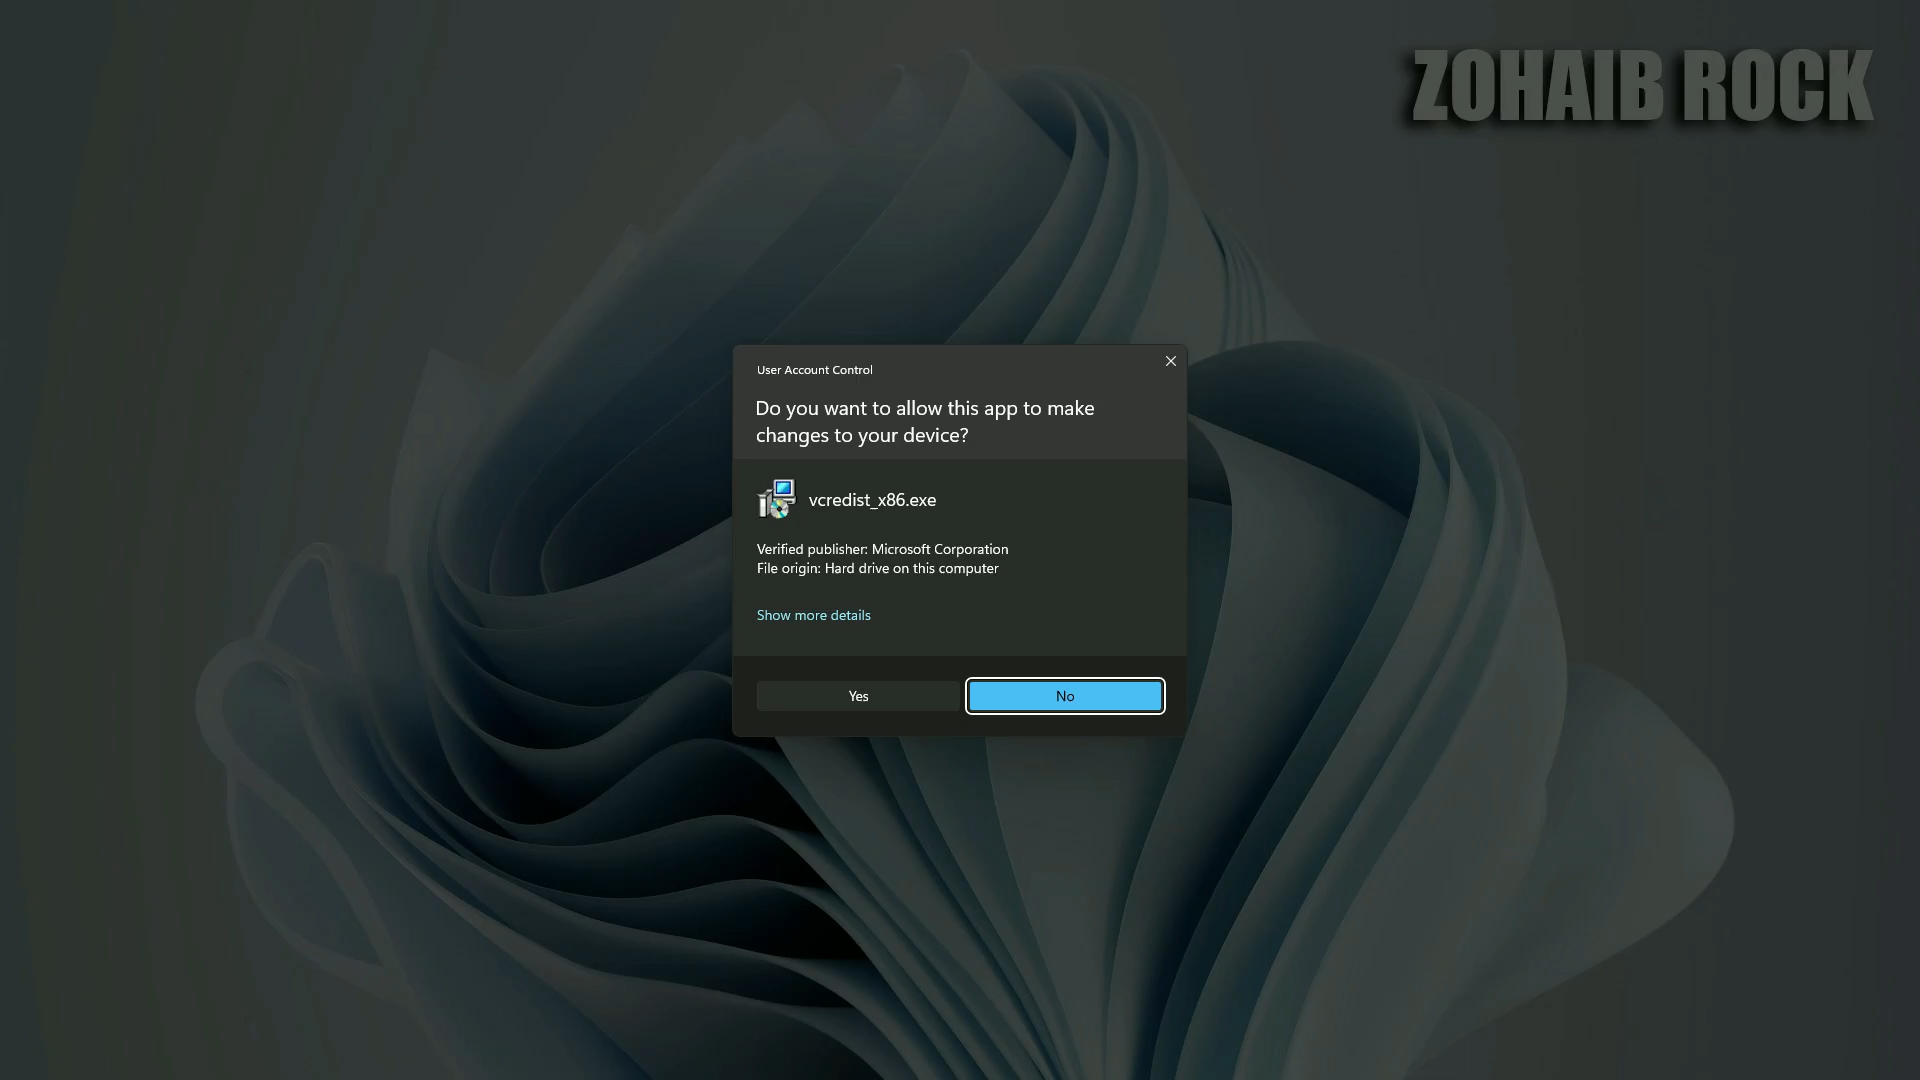 ZOHAIB ROCK
User Account Control
Do you want to allow this app to make
changes to your device?
vcredist_x86.exe
Verified publisher: Microsoft Corporation
File origin: Hard drive on this computer
Show more details
Yes
No